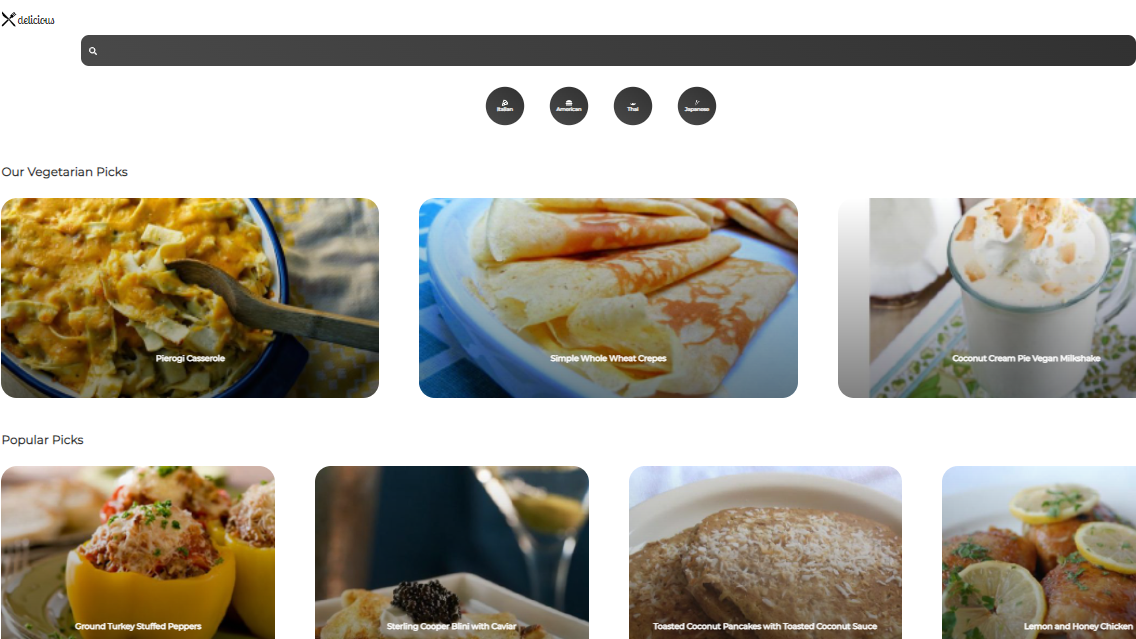 delicious
Italian American Thai Japanese
Our Vegetarian Picks
Pierogi Casserole
Simple Whole Wheat Crepes
Coconut Cream Pie Vegan Milkshake
Popular Picks
Ground Turkey Stuffed Peppers
Sterling Cooper Blini with Caviar
Toasted Coconut Pancakes with Toasted Coconut Sauce
Lemon and Honey Chicken